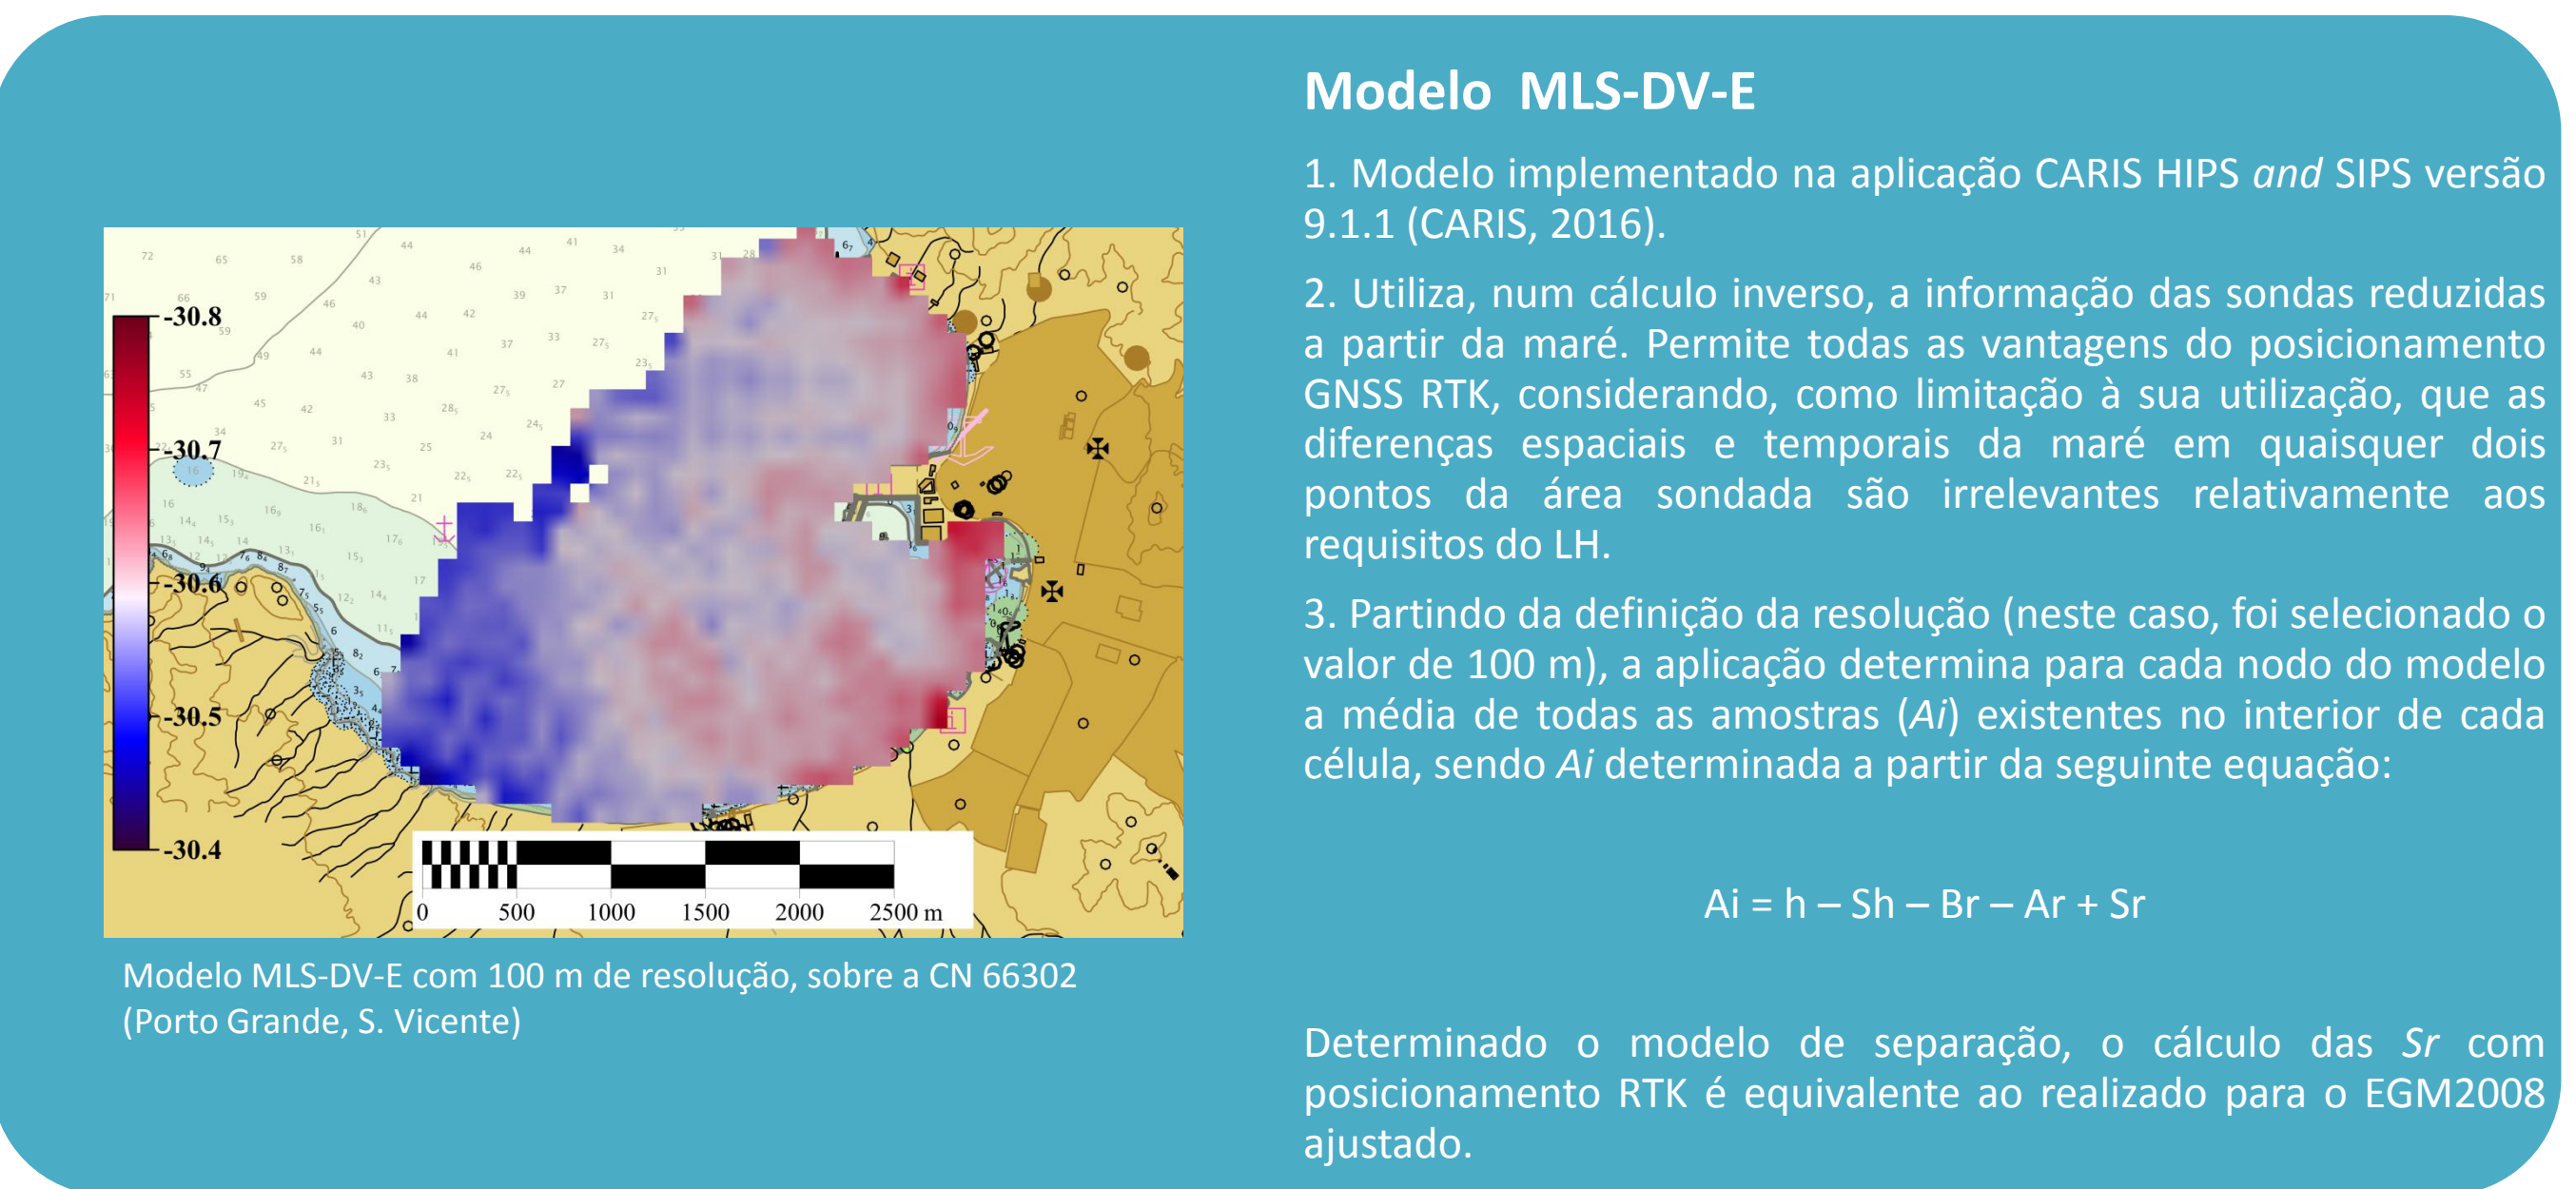 Modelo MLS-DV-E
1. Modelo implementado na aplicação CARIS HIPS and SIPS versão
9.1.1 (CARIS, 2016).
2. Utiliza, num cálculo inverso, a informação das sondas reduzidas
a partir da maré. Permite todas as vantagens do posicionamento
GNSS RTK, considerando, como limitação à sua utilização, que as
diferenças espaciais e temporais da maré em quaisquer dois
pontos da área sondada são irrelevantes relativamente aos
requisitos do LH.
3. Partindo da definição da resolução (neste caso, foi selecionado o
valor de 100 m), a aplicação determina para cada nodo do modelo
a média de todas as amostras (Ai) existentes no interior de cada
célula, sendo Ai determinada a partir da seguinte equação:
Ai = h – Sh – Br – Ar + Sr
Determinado o modelo de separação, o cálculo das Sr com
posicionamento RTK é equivalente ao realizado para o EGM2008
ajustado.
-30.8
-30.7
-30.6
-30.5
-30.4
0 500 1000 1500 2000 2500 m
Modelo MLS-DV-E com 100 m de resolução, sobre a CN 66302
(Porto Grande, S. Vicente)